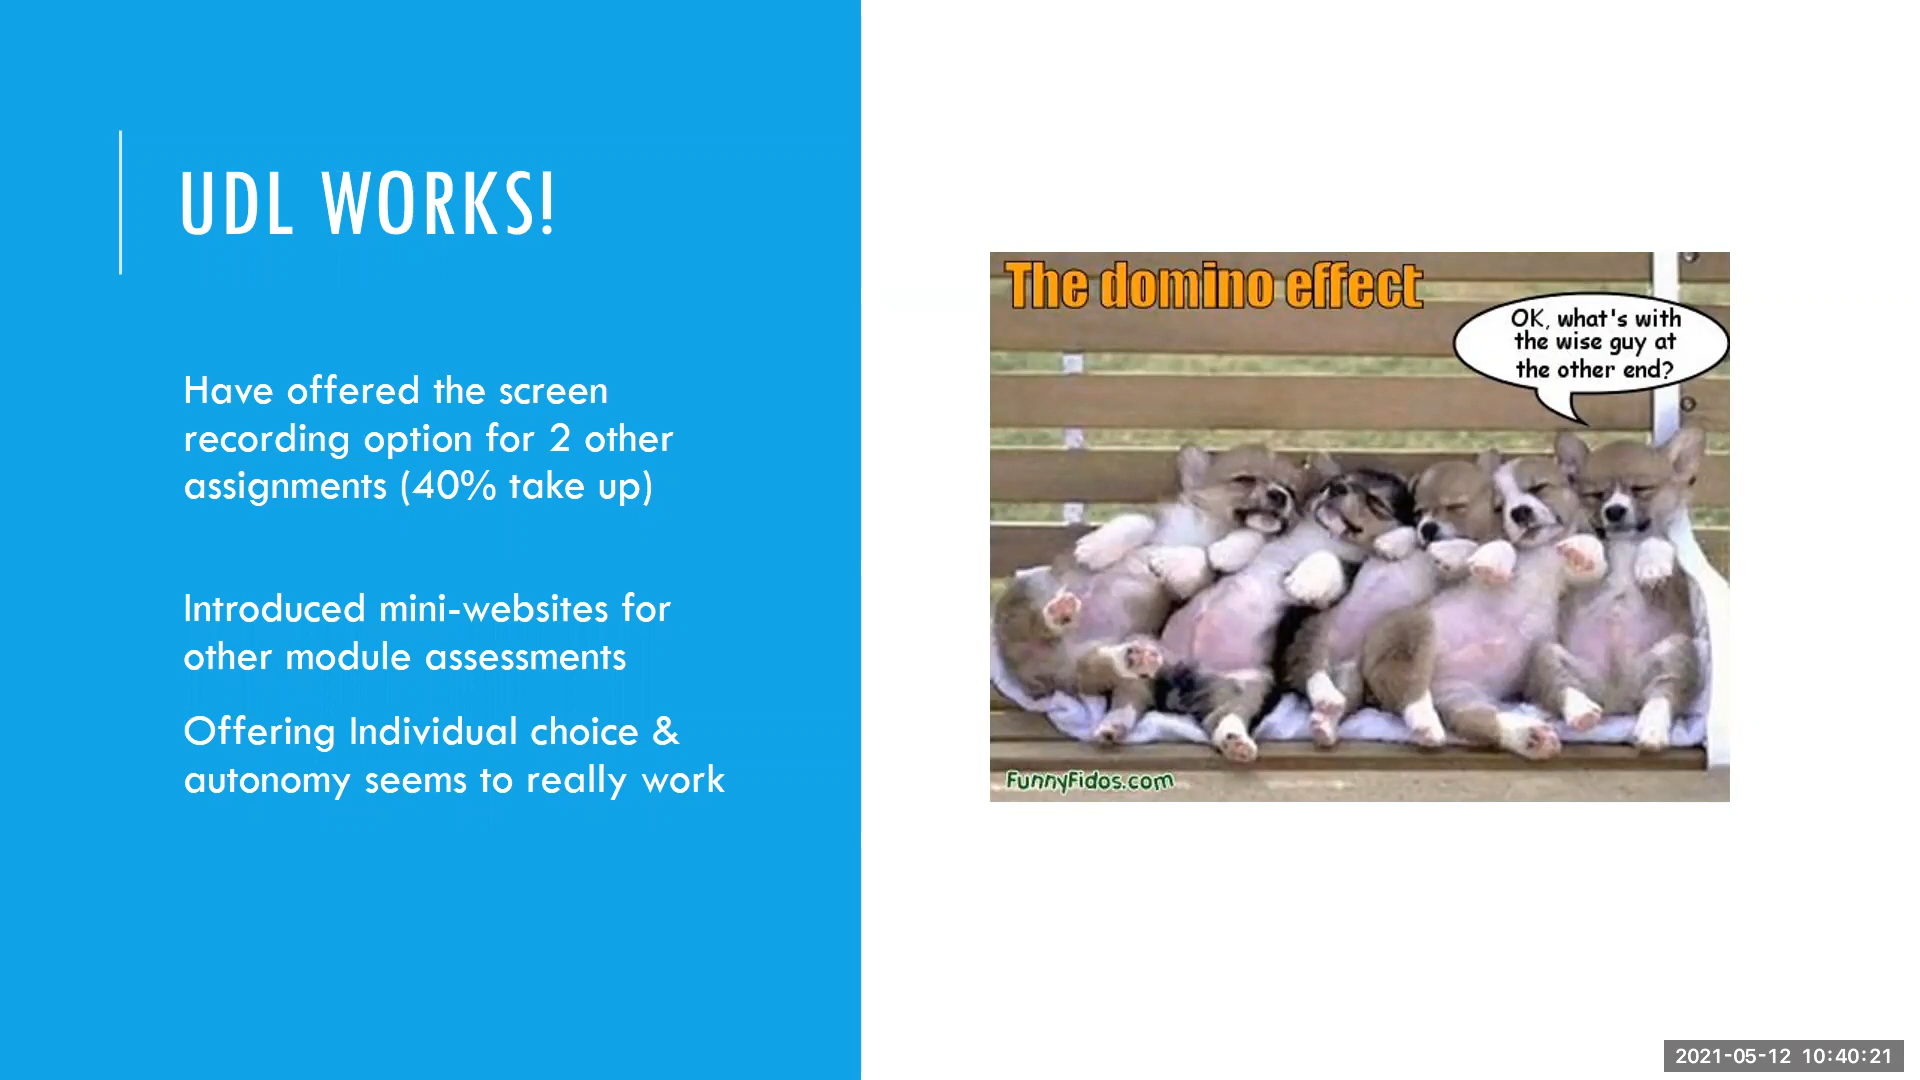 UDL WORKS!
Have offered the screen
recording option for 2 other
assignments (40% take up)
Introduced mini-websites for
other module assessments
Offering Individual choice &
autonomy seems to really work
The domino effect
OK, what's with
the wise guy at
the other end?
FunnyFidos.com
2021-05-12 10:40:21